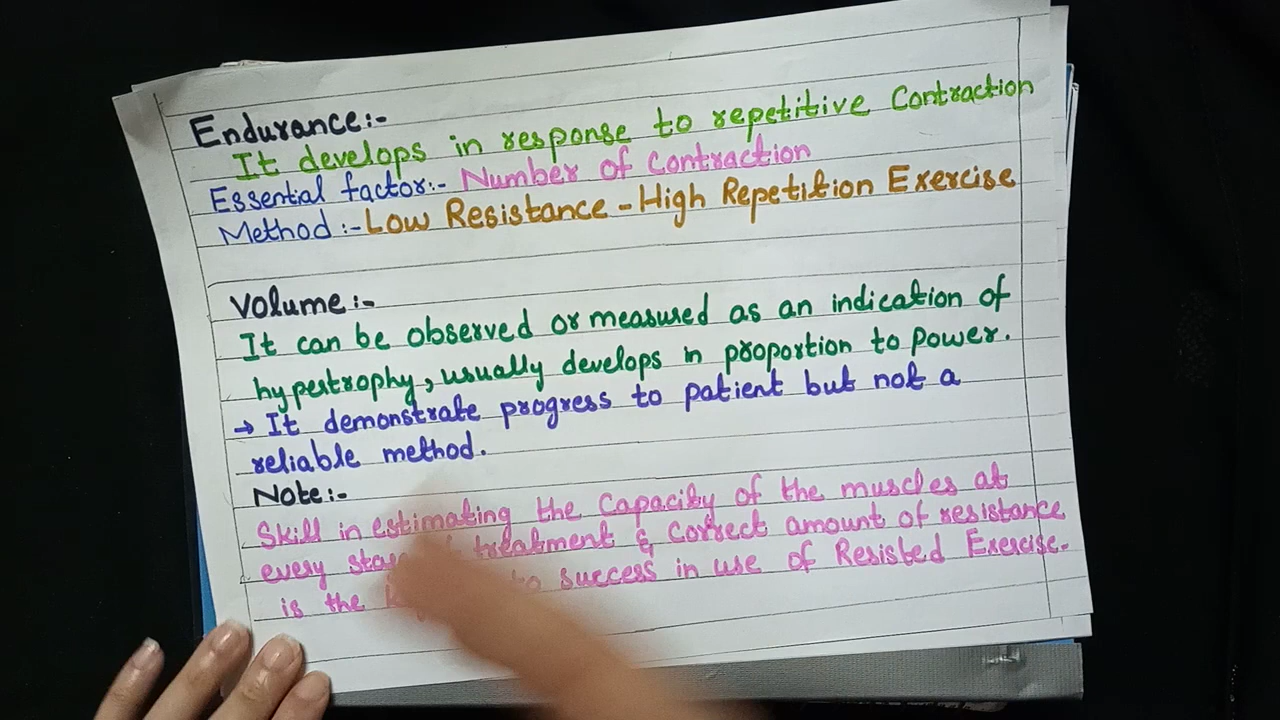 Endurance:-
It develops in response to repetitive Contraction
Essential factor:- Number of Contraction
Method:- Low Resistance - High Repetition Exercise
Volume:-
It can be observed or measured as an indication of
hypertrophy, usually develops in proportion to power.
→ It demonstrate progress to patient but not a
reliable method.
Note:-
Skill in estimating the Capacity of the muscles at
every treatment & Correct amount of resistance
is the success in use of Resisted Exercise.